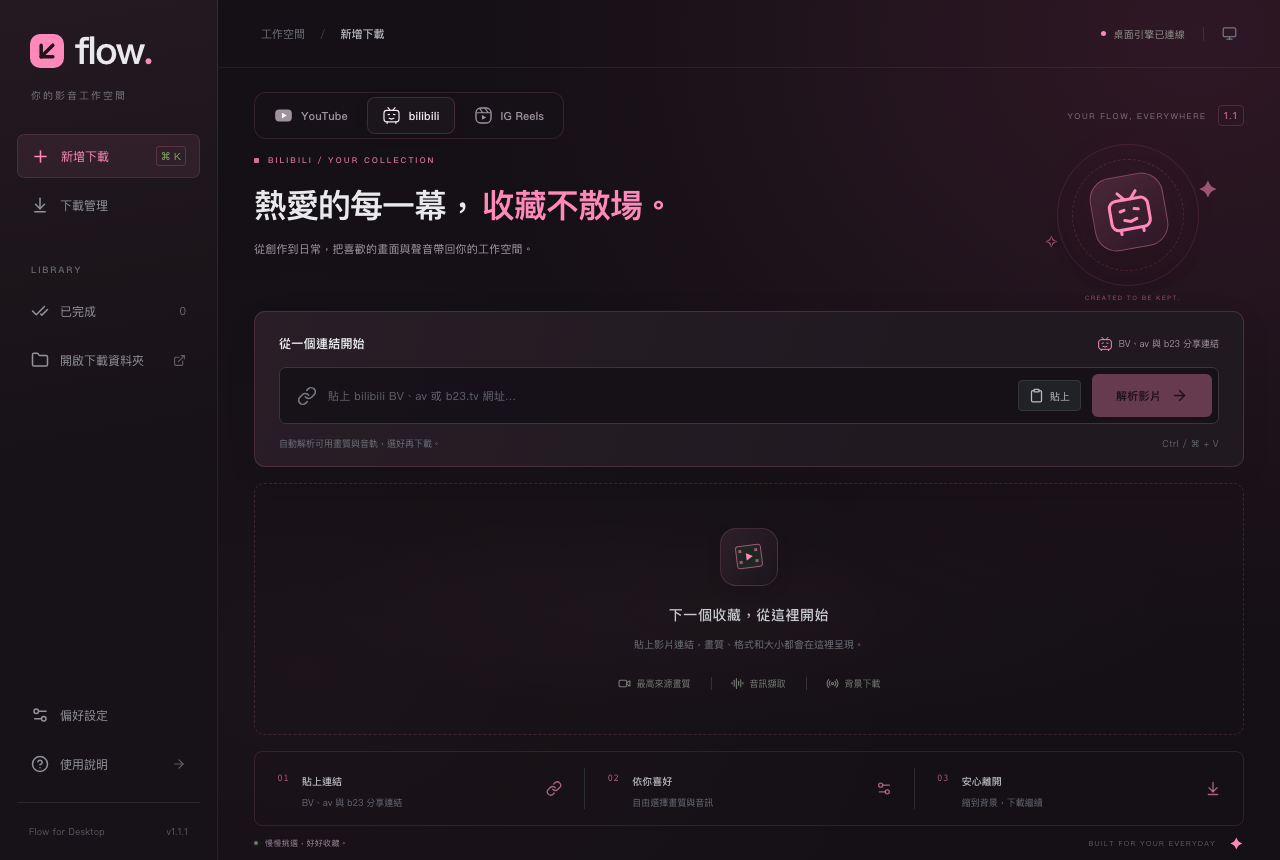 flow.
你的影音工作空間
新增下載 ⌘ K
下載管理
LIBRARY
已完成 0
開啟下載資料夾
偏好設定
使用說明
Flow for Desktop v1.1.1
工作空間 / 新增下載
桌面引擎已連線
YouTube bilibili IG Reels
YOUR FLOW, EVERYWHERE 1.1
BILIBILI / YOUR COLLECTION
熱愛的每一幕，收藏不散場。
從創作到日常，把喜歡的畫面與聲音帶回你的工作空間。
CREATED TO BE KEPT.
從一個連結開始
BV、av 與 b23 分享連結
貼上 bilibili BV、av 或 b23.tv 網址...
貼上
解析影片
自動解析可用畫質與音軌，選好再下載。
Ctrl / ⌘ + V
下一個收藏，從這裡開始
貼上影片連結，畫質、格式和大小都會在這裡呈現。
最高來源畫質 音訊擷取 背景下載
01 貼上連結
BV、av 與 b23 分享連結
02 依你喜好
自由選擇畫質與音訊
03 安心離開
縮到背景，下載繼續
慢慢挑選，好好收藏。
BUILT FOR YOUR EVERYDAY